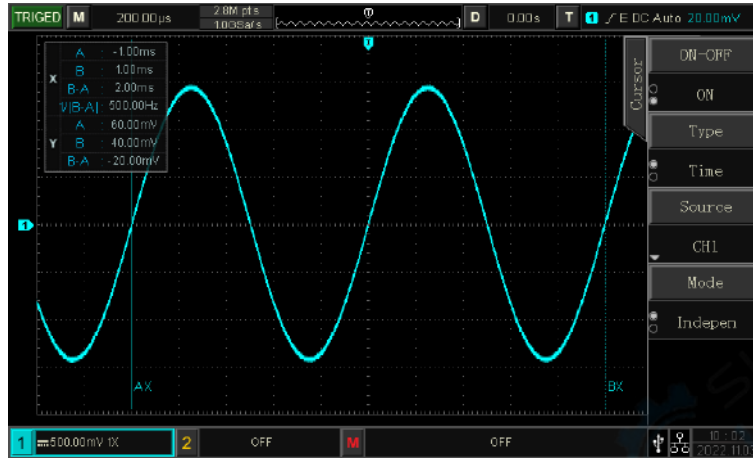 TRIGED M 200.00µs 2.8M pts 1.0GSa/s D 0.00s T 1 E DC Auto 20.00mV
T
X
A -1.00ms
B 1.00ms
B-A 2.00ms
1/|B-A| 500.00Hz
Y
A 60.00mV
B 40.00mV
B-A -20.00mV
Cursor
ON-OFF
ON
Type
Time
Source
CH1
Mode
Indepen
1
AX
BX
1 500.00mV 1X 2 OFF M OFF
10:02